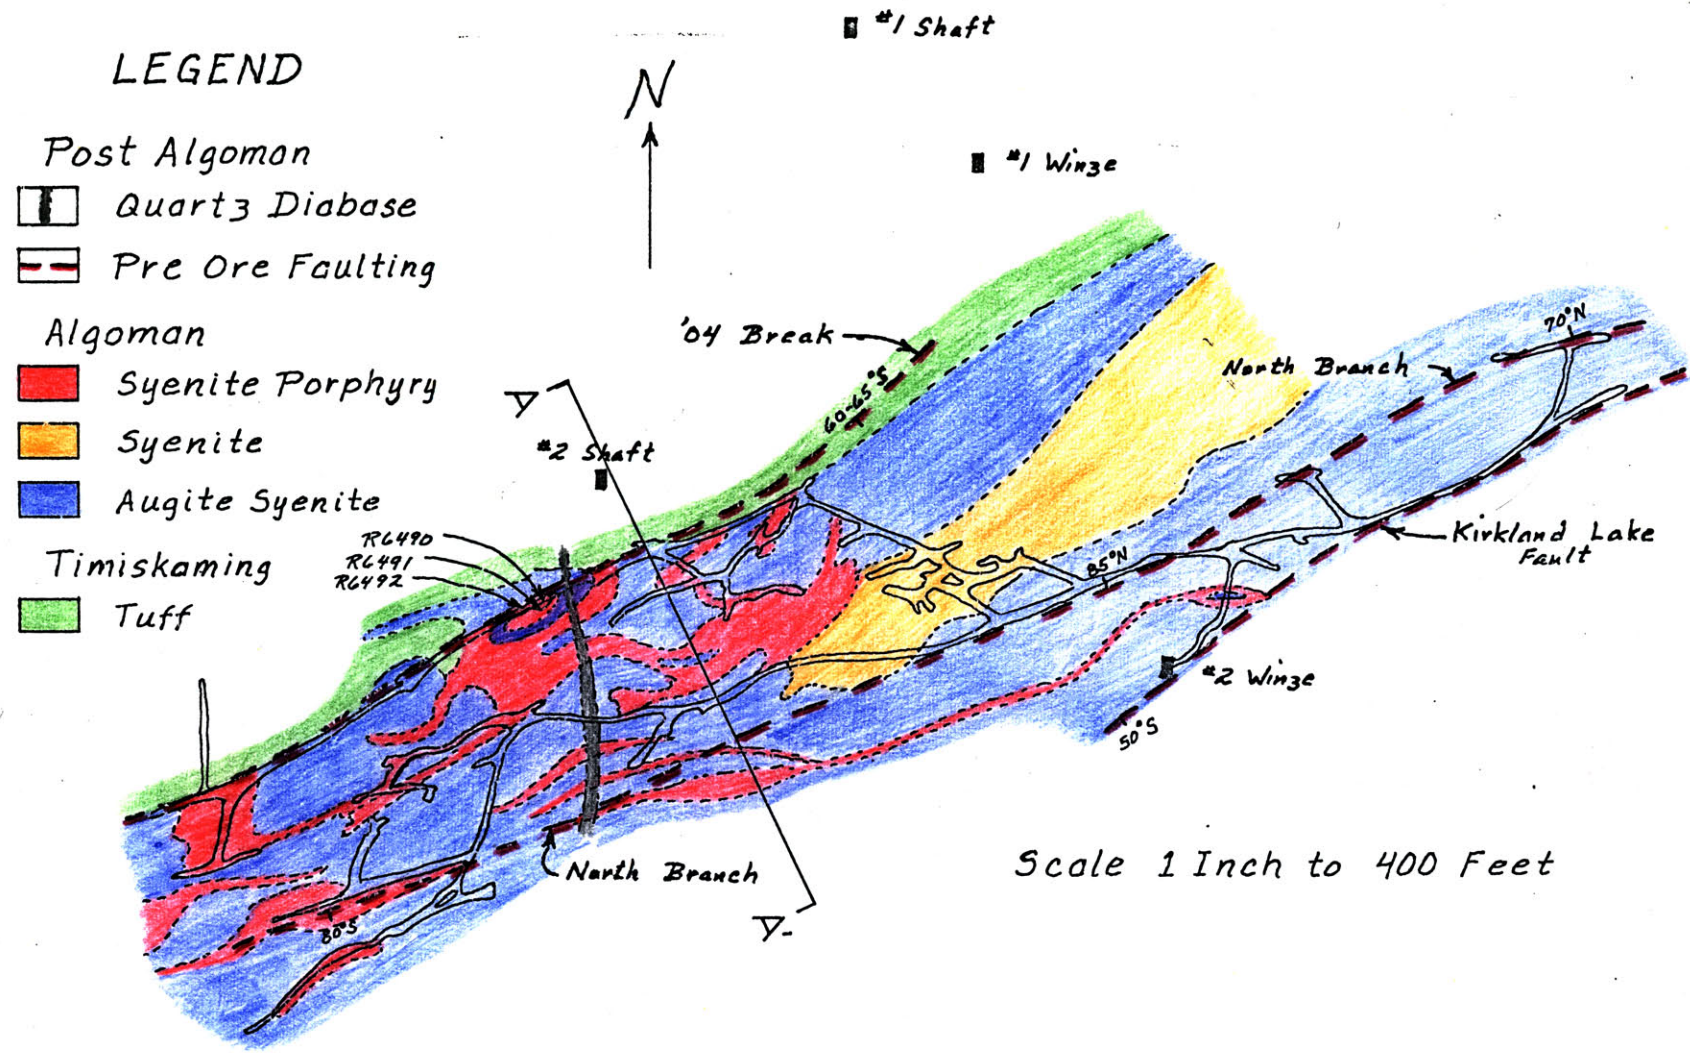 #1 Shaft
LEGEND
N
Post Algoman
#1 Winze
Quartz Diabase
Pre Ore Faulting
Algoman
'04 Break
70°N
North Branch
Syenite Porphyry
60-65°S
A
Syenite
#2 Shaft
Augite Syenite
R6490
R6491
R6492
Kirkland Lake
Fault
Timiskaming
85°N
Tuff
#2 Winze
50°S
Scale 1 Inch to 400 Feet
North Branch
80°S
A-